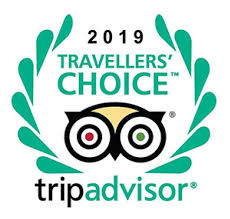 2019
TRAVELLERS'
CHOICE™
®
tripadvisor®